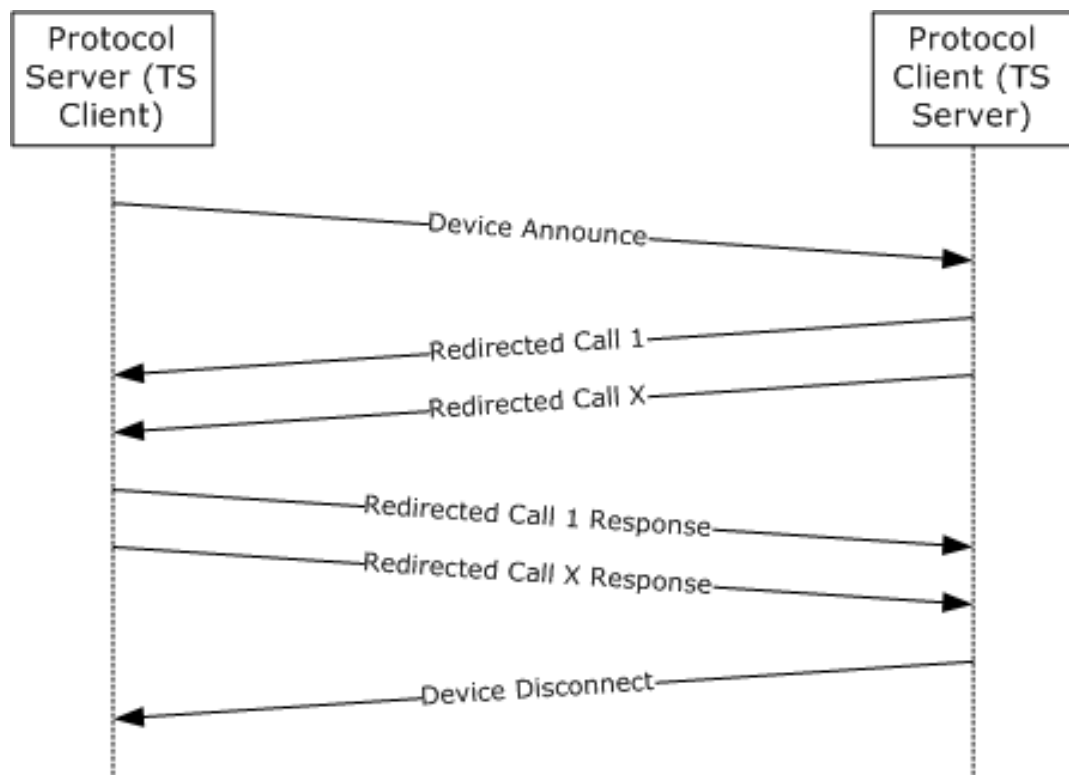 Protocol
Server (TS
Client)
Protocol
Client (TS
Server)
Device Announce
Redirected Call 1
Redirected Call X
Redirected Call 1 Response
Redirected Call X Response
Device Disconnect